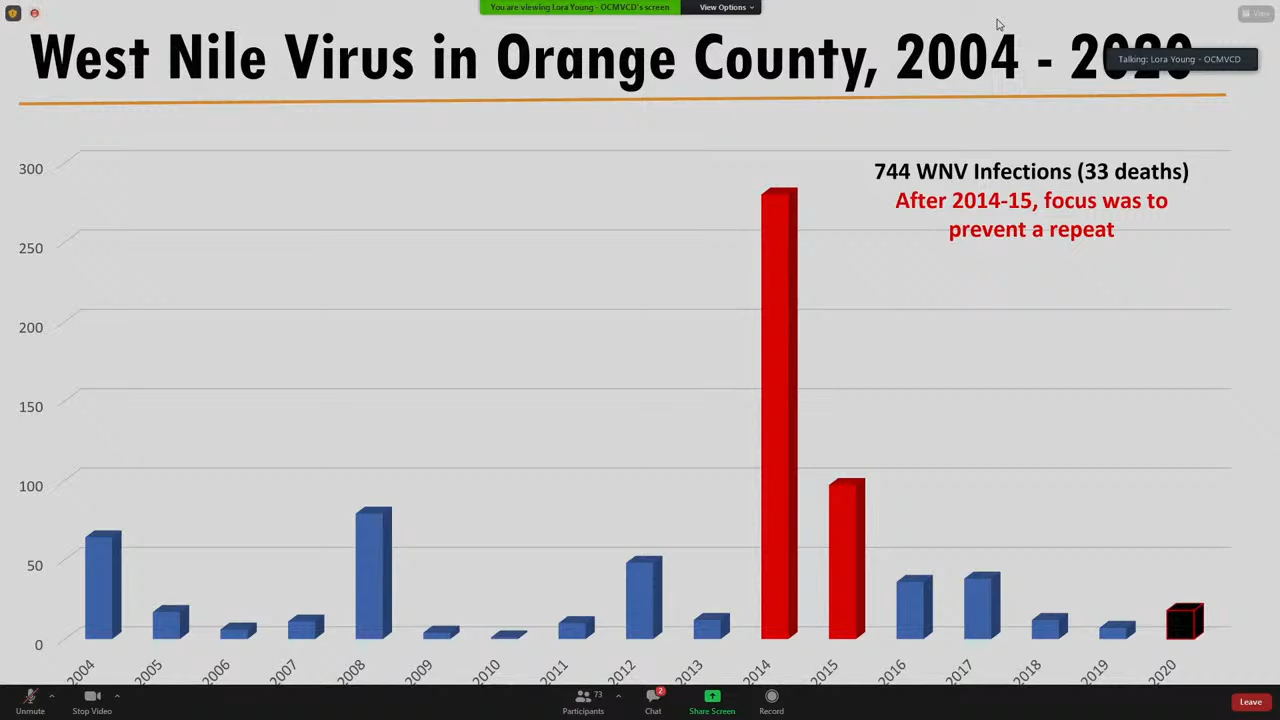 You are viewing Lora Young - OCMVCD's screen
View Options
View
West Nile Virus in Orange County, 2004 - 2020
Talking: Lora Young - OCMVCD
744 WNV Infections (33 deaths)
After 2014-15, focus was to
prevent a repeat
300
250
200
150
100
50
0
2004 2005 2006 2007 2008 2009 2010 2011 2012 2013 2014 2015 2016 2017 2018 2019 2020
Unmute
Stop Video
73
Participants
2
Chat
Share Screen
Record
Leave